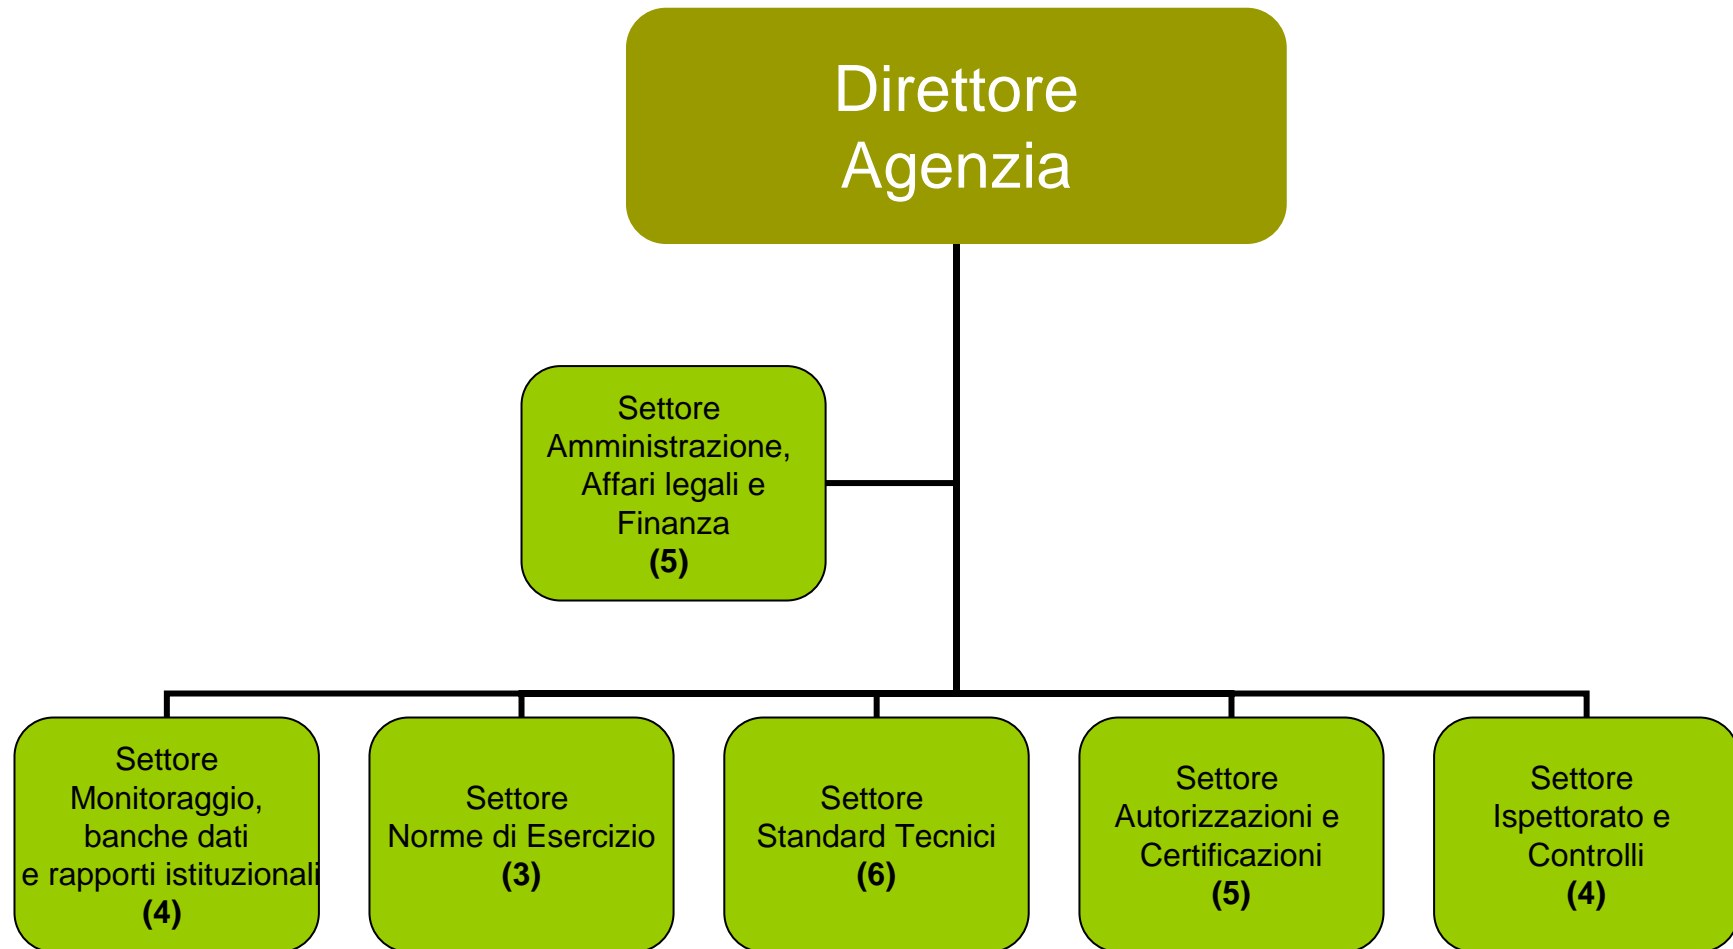 Direttore
Agenzia
Settore
Amministrazione,
Affari legali e
Finanza
(5)
Settore
Monitoraggio,
banche dati
e rapporti istituzionali
(4)
Settore
Norme di Esercizio
(3)
Settore
Standard Tecnici
(6)
Settore
Autorizzazioni e
Certificazioni
(5)
Settore
Ispettorato e
Controlli
(4)